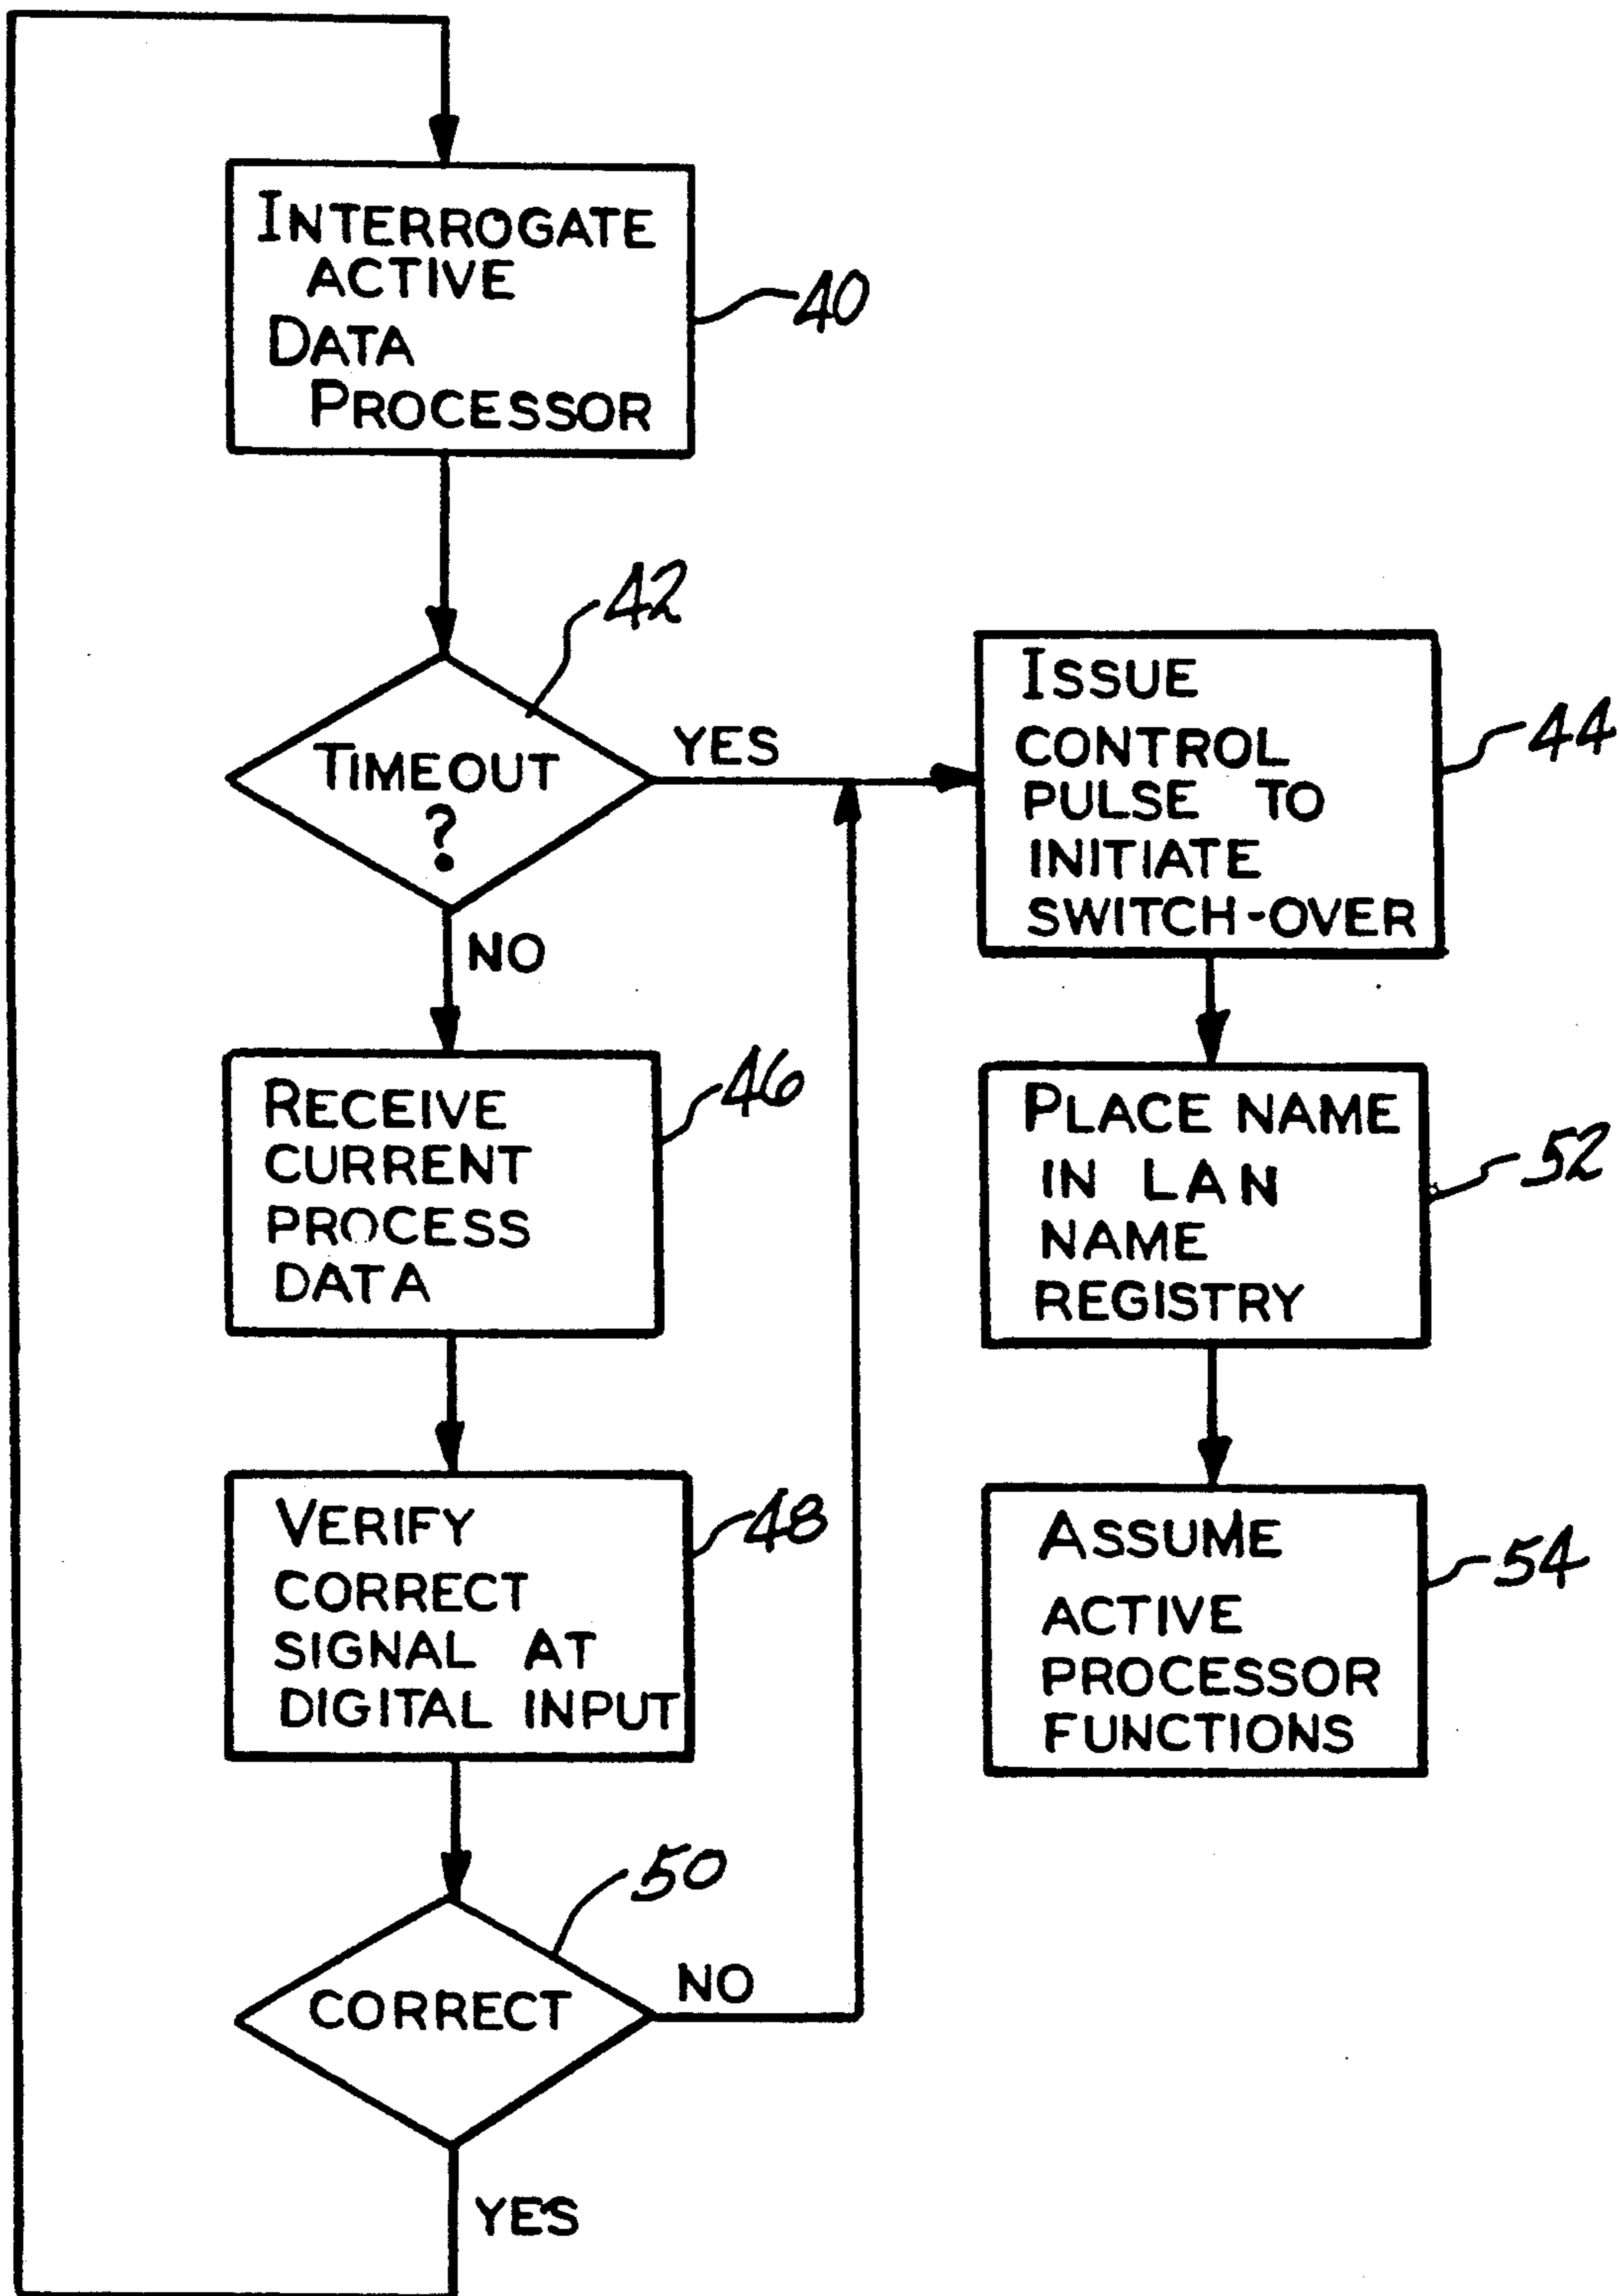 INTERROGATE
ACTIVE
DATA
PROCESSOR
40
42
TIMEOUT
?
YES
NO
ISSUE
CONTROL
PULSE TO
INITIATE
SWITCH-OVER
44
RECEIVE
CURRENT
PROCESS
DATA
46
PLACE NAME
IN LAN
NAME
REGISTRY
52
VERIFY
CORRECT
SIGNAL AT
DIGITAL INPUT
48
ASSUME
ACTIVE
PROCESSOR
FUNCTIONS
54
50
CORRECT
NO
YES